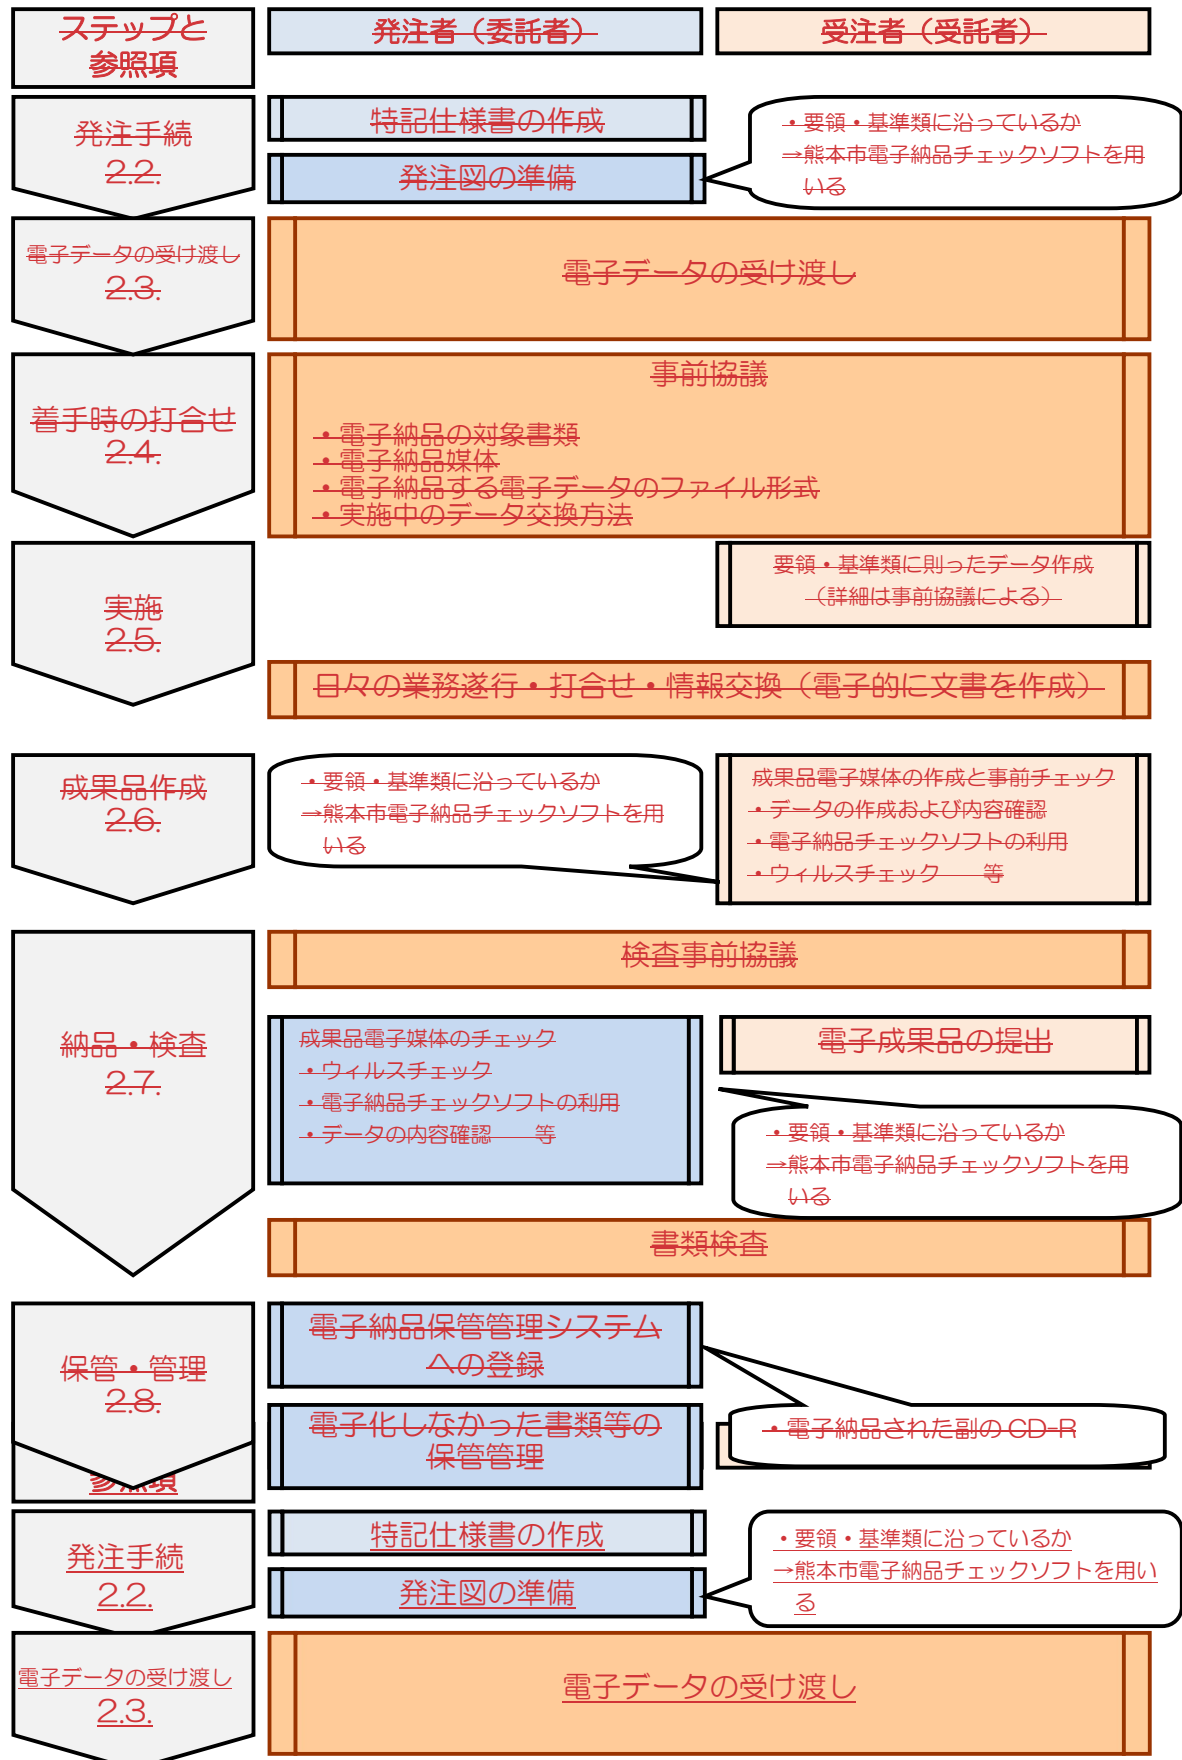 ステップと
参照項
発注者（委託者）
受注者（受託者）
発注手続
2.2.
特記仕様書の作成
発注図の準備
・要領・基準類に沿っているか
→熊本市電子納品チェックソフトを用
いる
電子データの受け渡し
2.3.
電子データの受け渡し
着手時の打合せ
2.4.
事前協議
・電子納品の対象書類
・電子納品媒体
・電子納品する電子データのファイル形式
・実施中のデータ交換方法
実施
2.5.
要領・基準類に則ったデータ作成
（詳細は事前協議による）
日々の業務遂行・打合せ・情報交換（電子的に文書を作成）
成果品作成
2.6.
・要領・基準類に沿っているか
→熊本市電子納品チェックソフトを用
いる
成果品電子媒体の作成と事前チェック
・データの作成および内容確認
・電子納品チェックソフトの利用
・ウィルスチェック　　等
納品・検査
2.7.
検査事前協議
成果品電子媒体のチェック
・ウィルスチェック
・電子納品チェックソフトの利用
・データの内容確認　　等
電子成果品の提出
・要領・基準類に沿っているか
→熊本市電子納品チェックソフトを用
いる
書類検査
保管・管理
2.8.
電子納品保管管理システム
への登録
電子化しなかった書類等の
保管管理
・電子納品された副の CD-R
参照項
発注手続
2.2.
特記仕様書の作成
発注図の準備
・要領・基準類に沿っているか
→熊本市電子納品チェックソフトを用い
る
電子データの受け渡し
2.3.
電子データの受け渡し